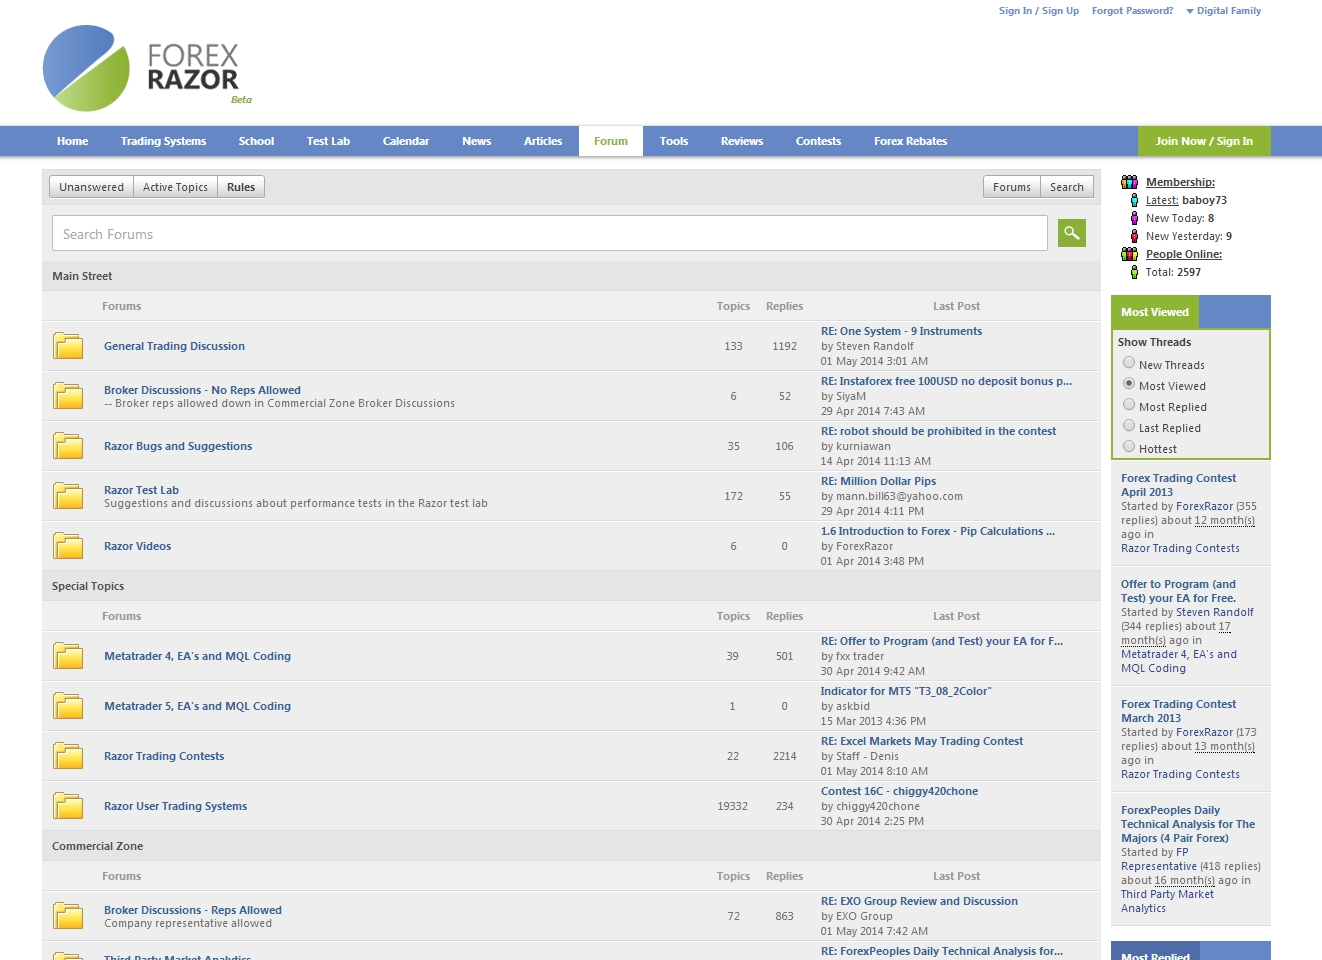 Sign In / Sign Up Forgot Password? Digital Family
FOREX
RAZOR
Beta
Home Trading Systems School Test Lab Calendar News Articles Forum Tools Reviews Contests Forex Rebates Join Now / Sign In
Unanswered Active Topics Rules Forums Search
Search Forums
Main Street
Forums Topics Replies Last Post
General Trading Discussion 133 1192
RE: One System - 9 Instruments
by Steven Randolf
01 May 2014 3:01 AM
Broker Discussions - No Reps Allowed
-- Broker reps allowed down in Commercial Zone Broker Discussions
6 52
RE: Instaforex free 100USD no deposit bonus p...
by SiyaM
29 Apr 2014 7:43 AM
Razor Bugs and Suggestions 35 106
RE: robot should be prohibited in the contest
by kurniawan
14 Apr 2014 11:13 AM
Razor Test Lab
Suggestions and discussions about performance tests in the Razor test lab
172 55
RE: Million Dollar Pips
by mann.bill63@yahoo.com
29 Apr 2014 4:11 PM
Razor Videos 6 0
1.6 Introduction to Forex - Pip Calculations ...
by ForexRazor
01 Apr 2014 3:48 PM
Special Topics
Forums Topics Replies Last Post
Metatrader 4, EA's and MQL Coding 39 501
RE: Offer to Program (and Test) your EA for F...
by fxx trader
30 Apr 2014 9:42 AM
Metatrader 5, EA's and MQL Coding 1 0
Indicator for MT5 "T3_08_2Color"
by askbid
15 Mar 2013 4:36 PM
Razor Trading Contests 22 2214
RE: Excel Markets May Trading Contest
by Staff - Denis
01 May 2014 8:10 AM
Razor User Trading Systems 19332 234
Contest 16C - chiggy420chone
by chiggy420chone
30 Apr 2014 2:25 PM
Commercial Zone
Forums Topics Replies Last Post
Broker Discussions - Reps Allowed
Company representative allowed
72 863
RE: EXO Group Review and Discussion
by EXO Group
01 May 2014 7:42 AM
Third Party Market Analytics
RE: ForexPeoples Daily Technical Analysis for...
Membership:
Latest: baboy73
New Today: 8
New Yesterday: 9
People Online:
Total: 2597
Most Viewed
Show Threads
New Threads
Most Viewed
Most Replied
Last Replied
Hottest
Forex Trading Contest
April 2013
Started by ForexRazor (355
replies) about 12 month(s)
ago in
Razor Trading Contests
Offer to Program (and
Test) your EA for Free.
Started by Steven Randolf
(344 replies) about 17
month(s) ago in
Metatrader 4, EA's and
MQL Coding
Forex Trading Contest
March 2013
Started by ForexRazor (173
replies) about 13 month(s)
ago in
Razor Trading Contests
ForexPeoples Daily
Technical Analysis for The
Majors (4 Pair Forex)
Started by FP
Representative (418 replies)
about 16 month(s) ago in
Third Party Market
Analytics
Most Replied